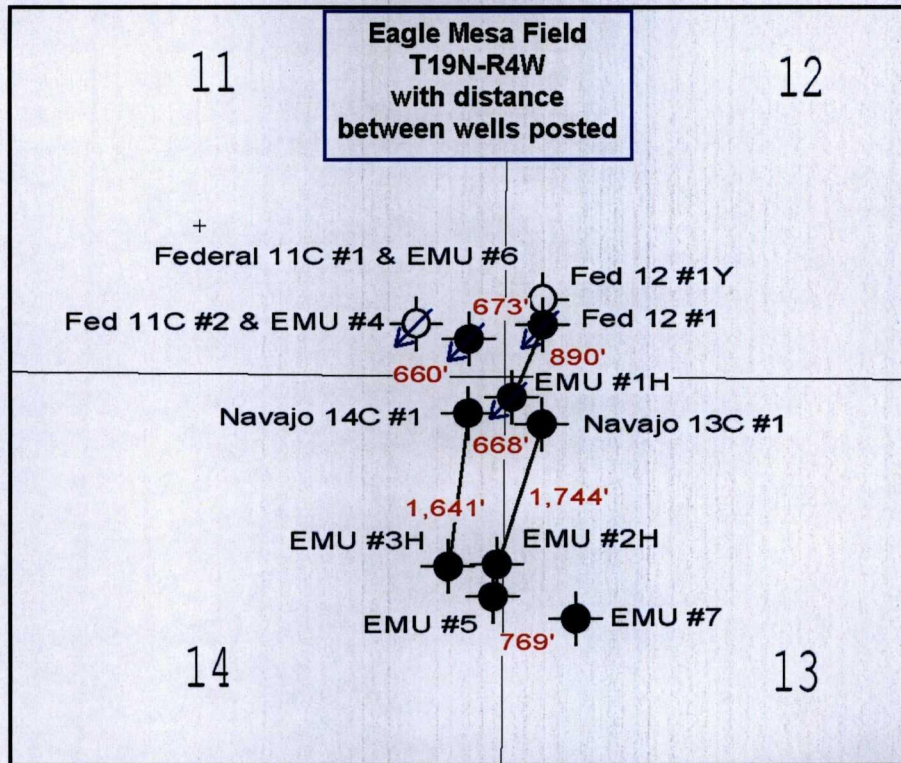 Eagle Mesa Field
T19N-R4W
with distance
between wells posted
11
12
Federal 11C #1 & EMU #6
Fed 12 #1Y
673'
Fed 11C #2 & EMU #4
Fed 12 #1
890'
660'
EMU #1H
Navajo 14C #1
Navajo 13C #1
668'
1,641'
1,744'
EMU #3H
EMU #2H
EMU #5
EMU #7
769'
14
13